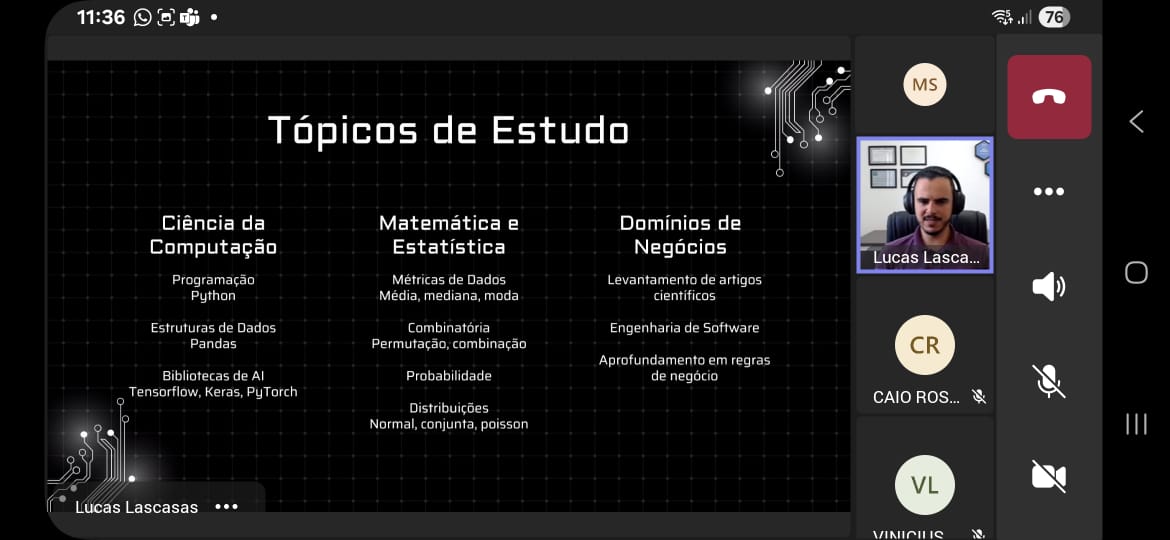 11:36
76
Tópicos de Estudo
Ciência da
Computação
Programação
Python
Estruturas de Dados
Pandas
Bibliotecas de AI
Tensorflow, Keras, PyTorch
Matemática e
Estatística
Métricas de Dados
Média, mediana, moda
Combinatória
Permutação, combinação
Probabilidade
Distribuições
Normal, conjunta, poisson
Domínios de
Negócios
Levantamento de artigos
científicos
Engenharia de Software
Aprofundamento em regras
de negócio
Lucas Lascasas
MS
Lucas Lasca...
CR
CAIO ROS...
VL
VINICIUS